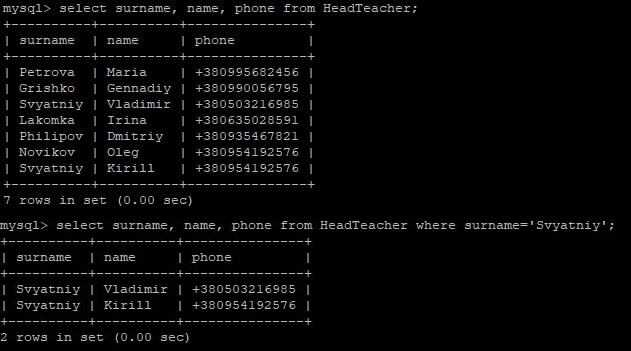 mysql> select surname, name, phone from HeadTeacher;
+----------+----------+---------------+
| surname  | name     | phone         |
+----------+----------+---------------+
| Petrova  | Maria    | +380995682456 |
| Grishko  | Gennadiy | +380990056795 |
| Svyatniy | Vladimir | +380503216985 |
| Lakomka  | Irina    | +380635028591 |
| Philipov | Dmitriy  | +380935467821 |
| Novikov  | Oleg     | +380954192576 |
| Svyatniy | Kirill   | +380954192576 |
+----------+----------+---------------+
7 rows in set (0.00 sec)
mysql> select surname, name, phone from HeadTeacher where surname='Svyatniy';
+----------+----------+---------------+
| surname  | name     | phone         |
+----------+----------+---------------+
| Svyatniy | Vladimir | +380503216985 |
| Svyatniy | Kirill   | +380954192576 |
+----------+----------+---------------+
2 rows in set (0.00 sec)